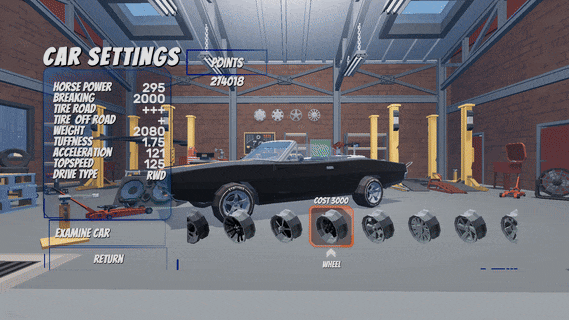 CAR SETTINGS
POINTS
274018
HORSE POWER 295
BREAKING 2000
TIRE ROAD +++
TIRE OFF ROAD +
WEIGHT 2080
TUFFNESS 1.75
ACCELERATION 121
TOPSPEED 125
DRIVE TYPE RWD
COST 3000
EXAMINE CAR
RETURN
WHEEL